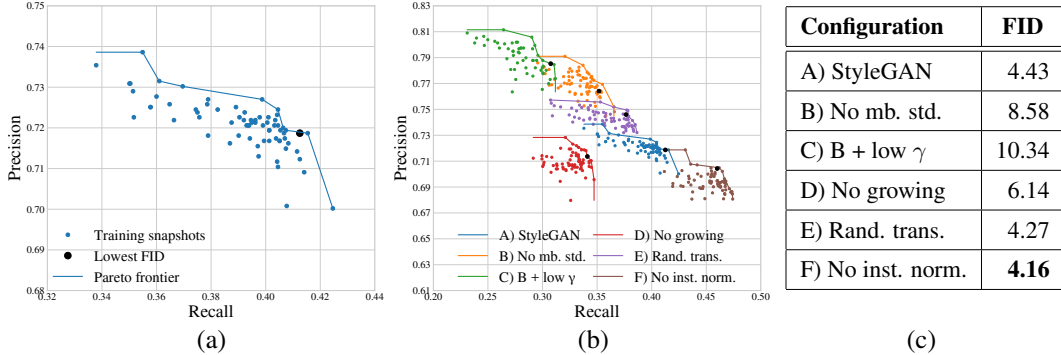 0.75
0.74
0.73
0.72
0.71
0.70
0.69
0.68
Precision
Training snapshots
Lowest FID
Pareto frontier
0.32 0.34 0.36 0.38 0.40 0.42 0.44
Recall
(a)
0.83
0.81
0.79
0.77
0.75
0.73
0.71
0.69
0.67
0.65
0.63
0.61
Precision
A) StyleGAN D) No growing
B) No mb. std. E) Rand. trans.
C) B + low γ F) No inst. norm.
0.20 0.25 0.30 0.35 0.40 0.45 0.50
Recall
(b)
Configuration FID
A) StyleGAN 4.43
B) No mb. std. 8.58
C) B + low γ 10.34
D) No growing 6.14
E) Rand. trans. 4.27
F) No inst. norm. 4.16
(c)